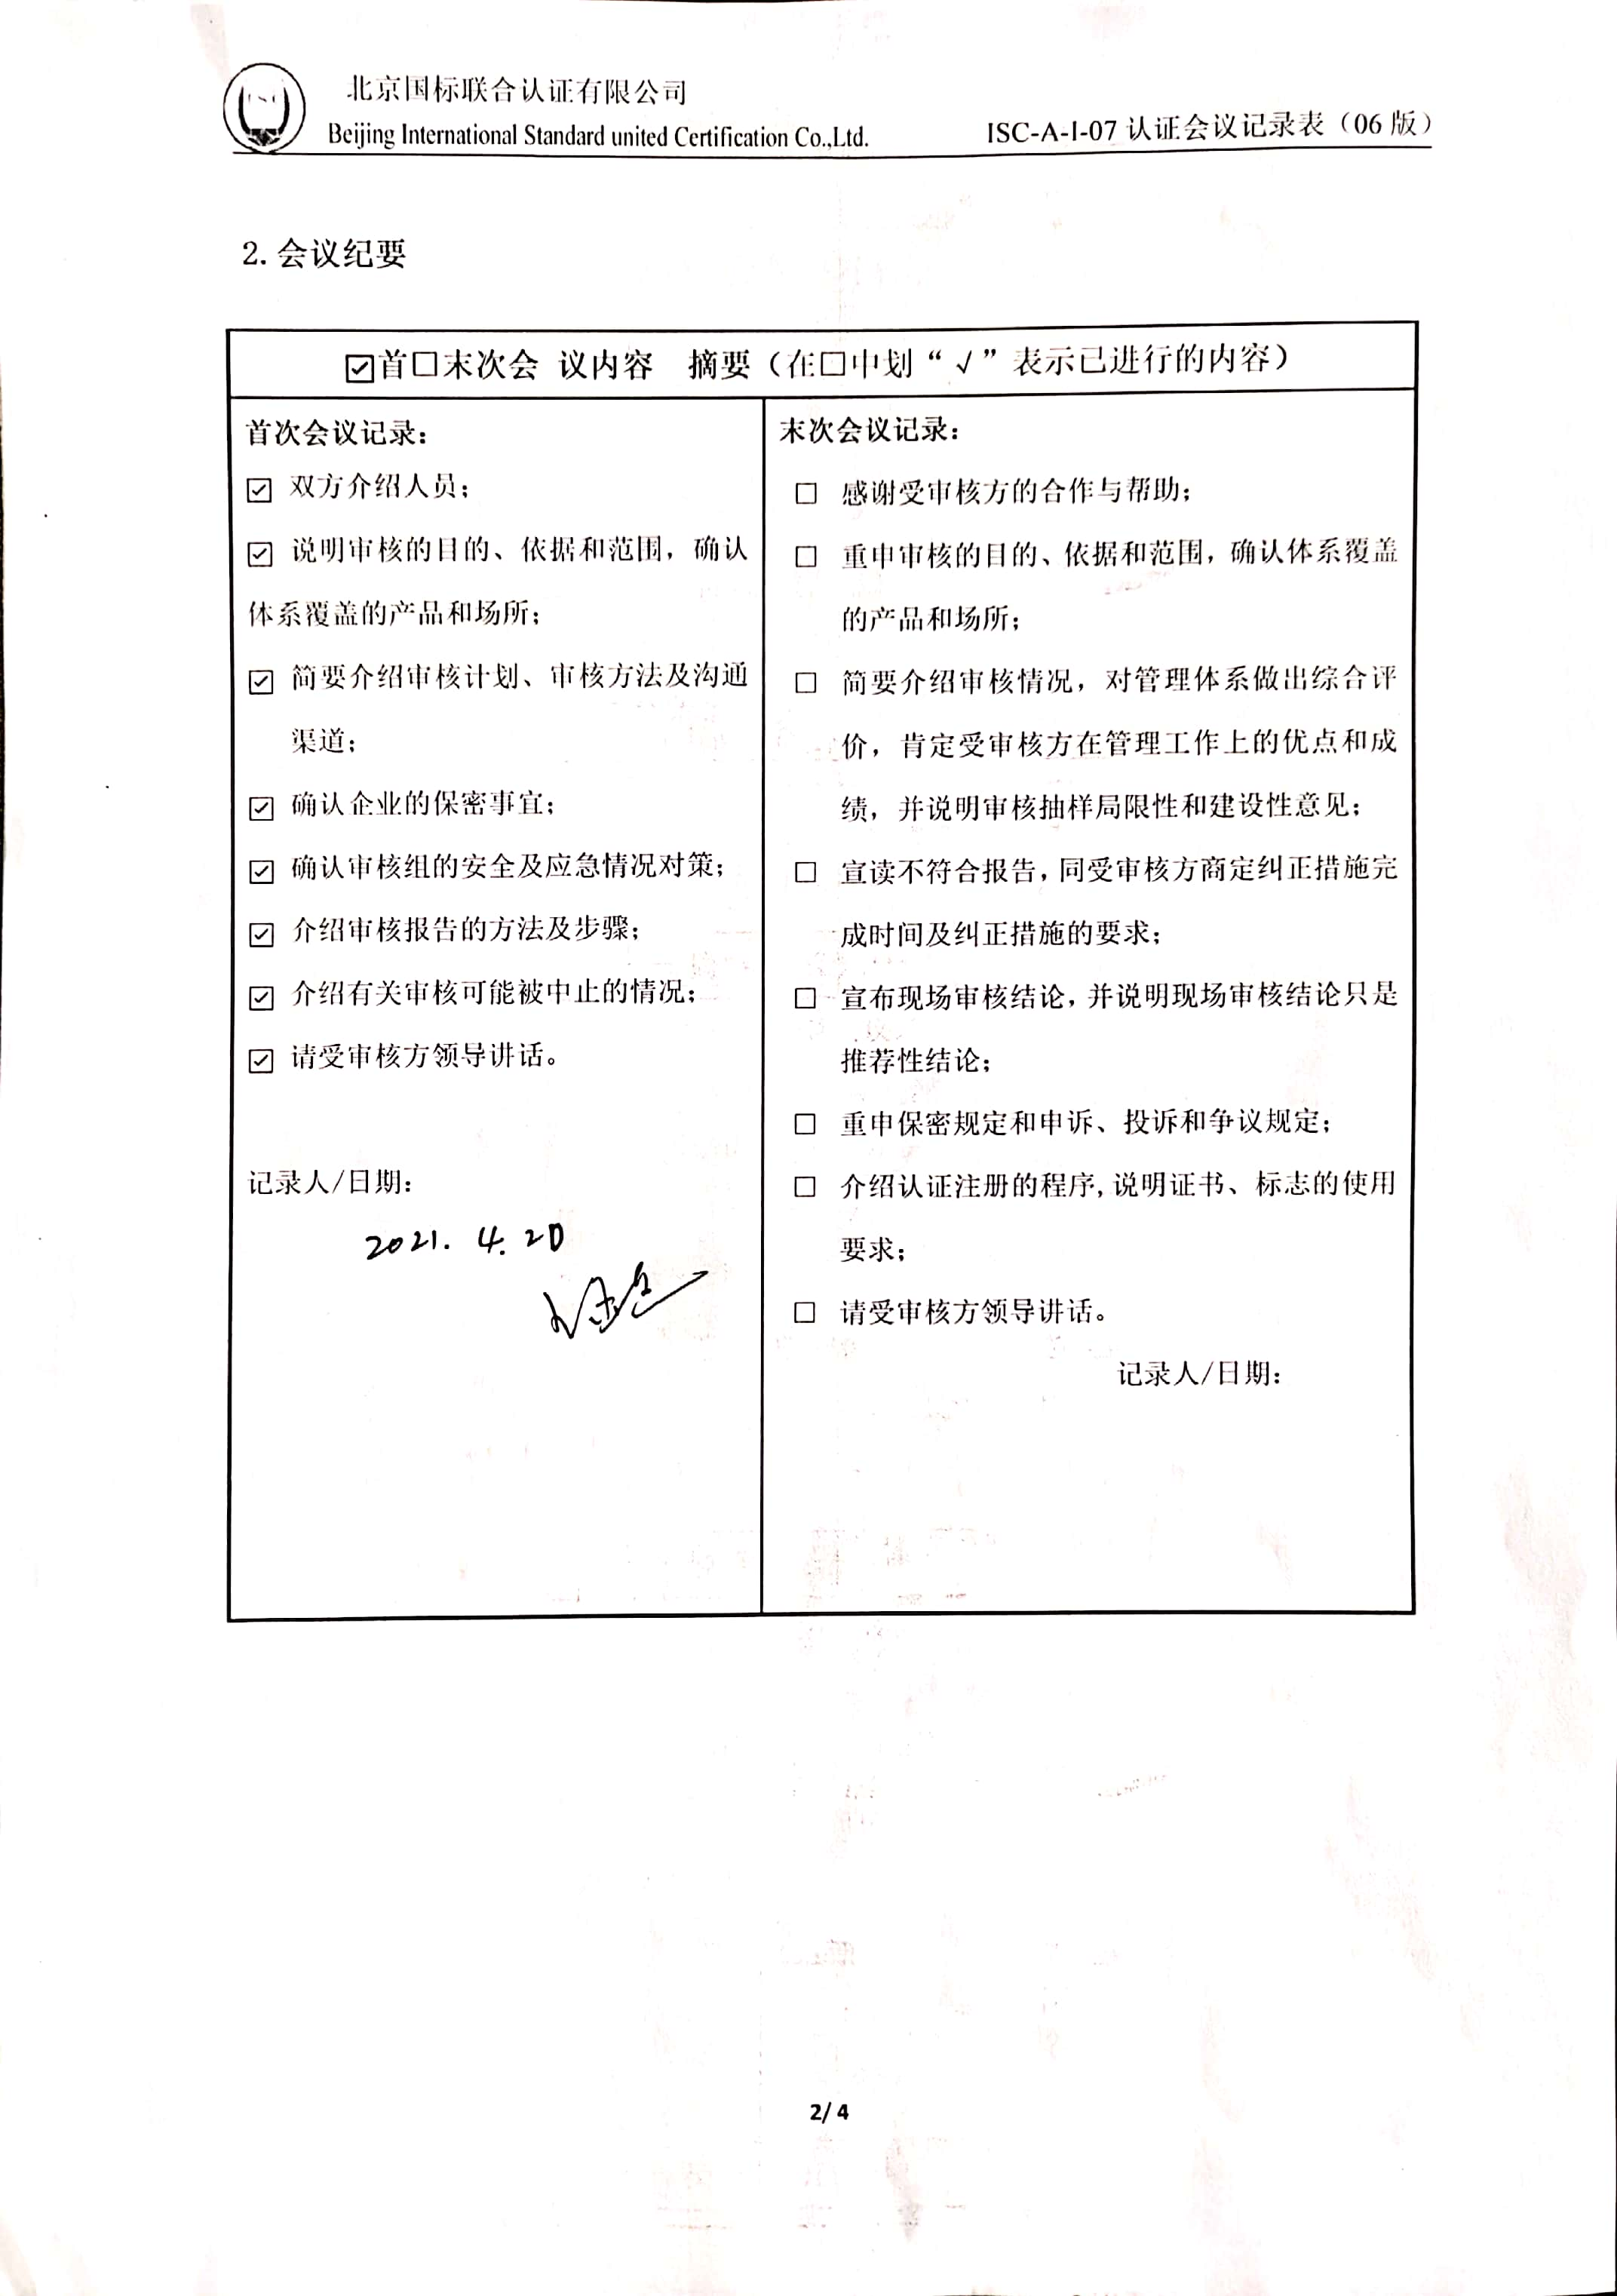 北京国标联合认证有限公司
Beijing International Standard united Certification Co.,Ltd.
ISC-A-I-07 认证会议记录表（06 版）
2. 会议纪要
☑首□末次会 议内容 摘要（在□中划“√”表示已进行的内容）
首次会议记录：
☑ 双方介绍人员；
☑ 说明审核的目的、依据和范围，确认
体系覆盖的产品和场所；
☑ 简要介绍审核计划、审核方法及沟通
渠道；
☑ 确认企业的保密事宜；
☑ 确认审核组的安全及应急情况对策；
☑ 介绍审核报告的方法及步骤；
☑ 介绍有关审核可能被中止的情况；
☑ 请受审核方领导讲话。
记录人/日期：
2021. 4. 20
末次会议记录：
□ 感谢受审核方的合作与帮助；
□ 重申审核的目的、依据和范围，确认体系覆盖
的产品和场所；
□ 简要介绍审核情况，对管理体系做出综合评
价，肯定受审核方在管理工作上的优点和成
绩，并说明审核抽样局限性和建设性意见；
□ 宣读不符合报告，同受审核方商定纠正措施完
成时间及纠正措施的要求；
□ 宣布现场审核结论，并说明现场审核结论只是
推荐性结论；
□ 重申保密规定和申诉、投诉和争议规定；
□ 介绍认证注册的程序，说明证书、标志的使用
要求；
□ 请受审核方领导讲话。
记录人/日期：
2/ 4